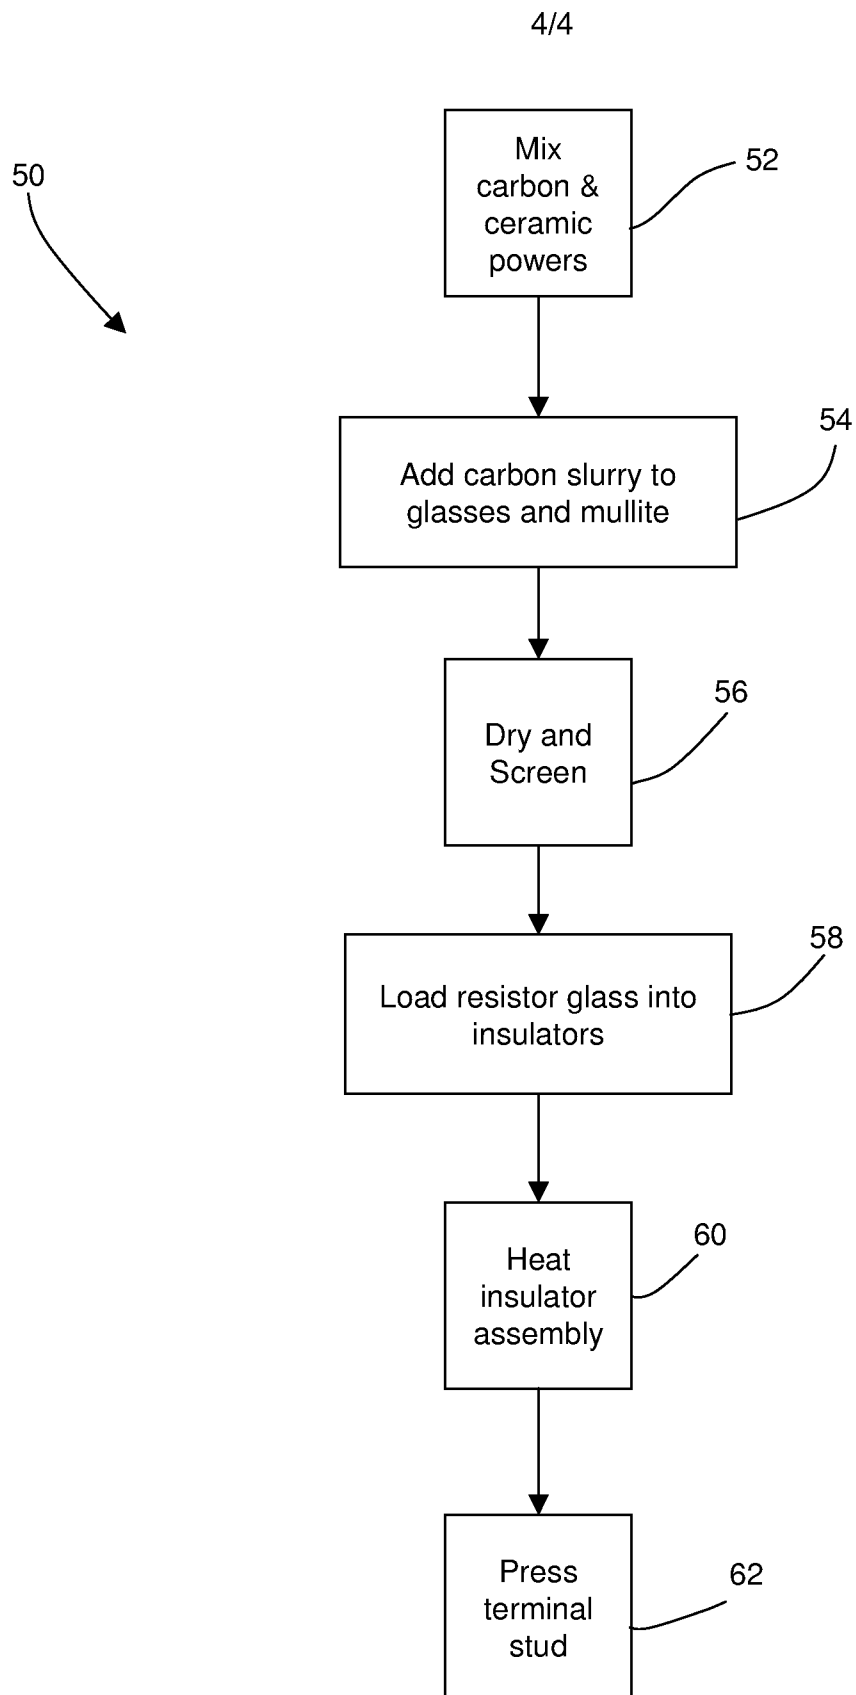 4/4
50
Mix
carbon &
ceramic
powers
52
54
Add carbon slurry to
glasses and mullite
56
Dry and
Screen
58
Load resistor glass into
insulators
60
Heat
insulator
assembly
62
Press
terminal
stud